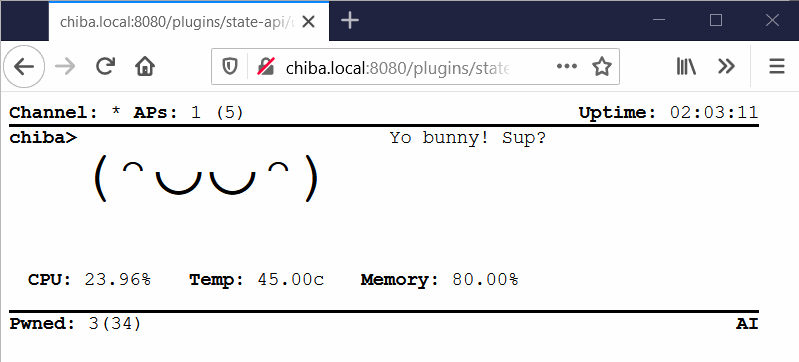 chiba.local:8080/plugins/state-api/
chiba.local:8080/plugins/state
Channel: * APs: 1 (5) Uptime: 02:03:11
chiba> Yo bunny! Sup?
(ᵔ◡◡ᵔ)
CPU: 23.96% Temp: 45.00c Memory: 80.00%
Pwned: 3(34) AI